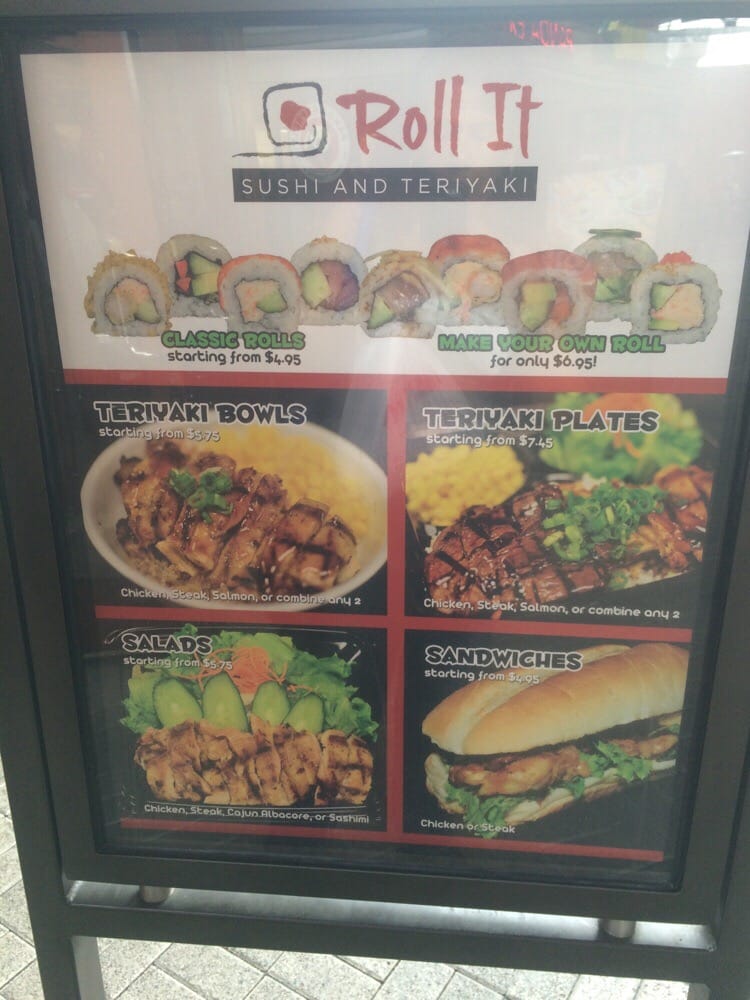 Roll It
SUSHI AND TERIYAKI
CLASSIC ROLLS
starting from $4.95
MAKE YOUR OWN ROLL
for only $6.95!
TERIYAKI BOWLS
starting from $5.75
Chicken, Steak, Salmon, or combine any 2
TERIYAKI PLATES
starting from $7.45
Chicken, Steak, Salmon, or combine any 2
SALADS
starting from $5.75
Chicken, Steak, Cajun Albacore, or Sashimi
SANDWICHES
starting from $4.95
Chicken or Steak